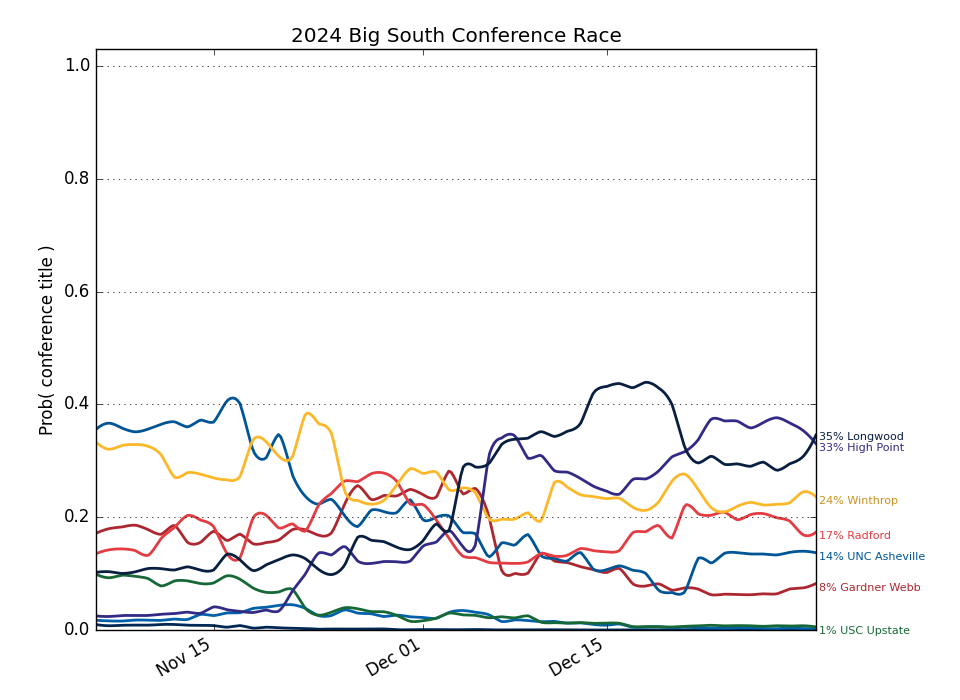 2024 Big South Conference Race
Prob( conference title )
1.0
0.8
0.6
0.4
0.2
0.0
Nov 15
Dec 01
Dec 15
35% Longwood
33% High Point
24% Winthrop
17% Radford
14% UNC Asheville
8% Gardner Webb
1% USC Upstate